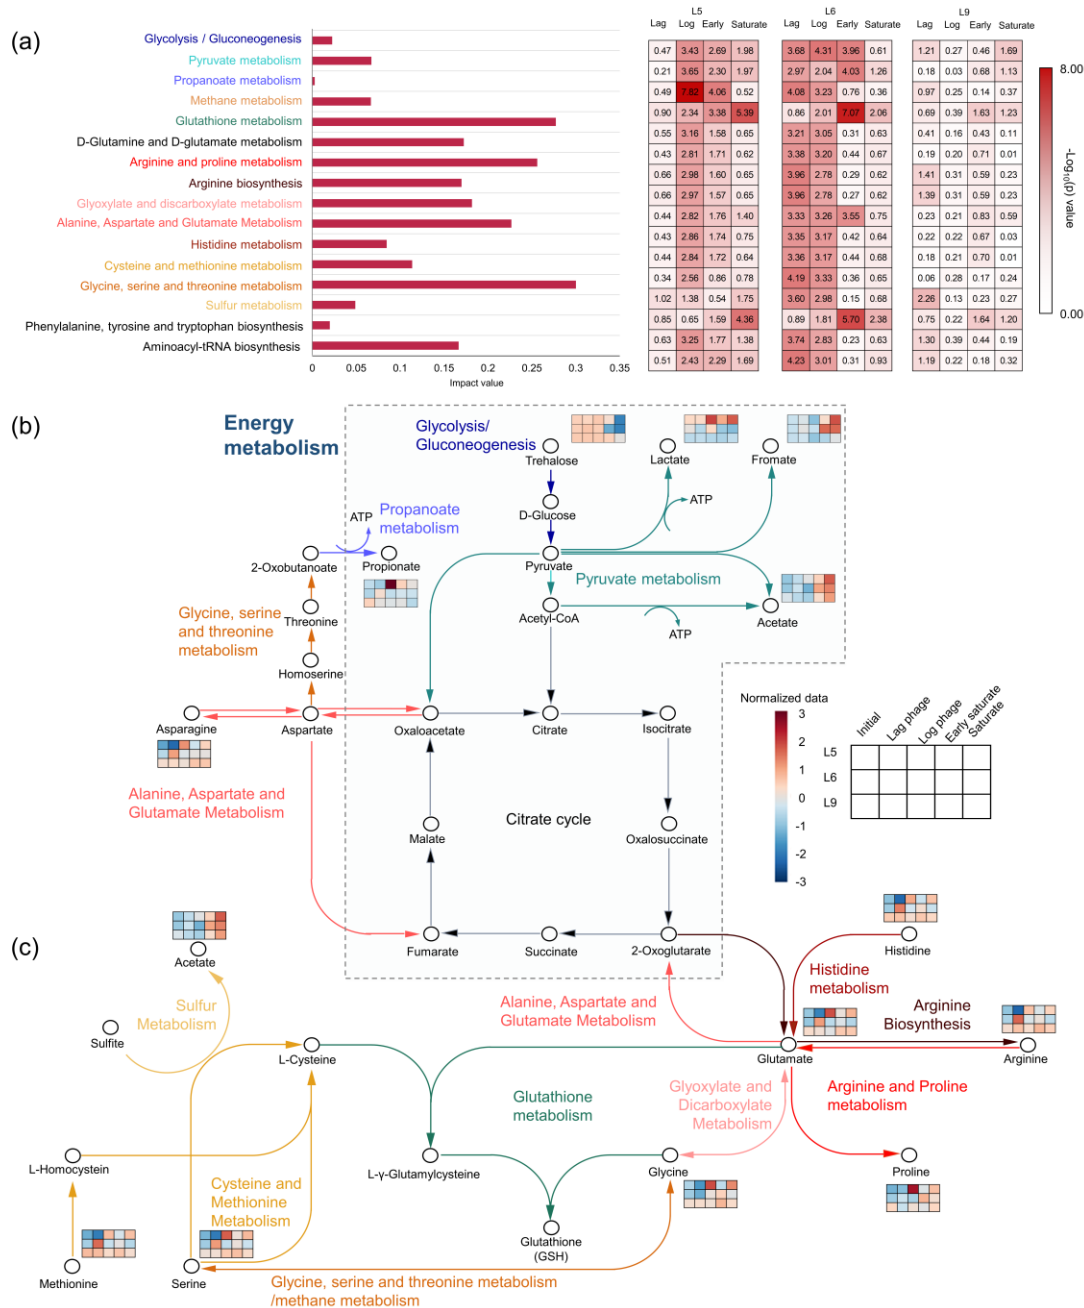 (a)
L5
L6
L9
Lag Log Early Saturate
Lag Log Early Saturate
Lag Log Early Saturate
Glycolysis / Gluconeogenesis
0.47 3.43 2.69 1.98 3.68 4.31 3.96 0.61 1.21 0.27 0.46 1.69
Pyruvate metabolism
0.21 3.65 2.30 1.97 2.97 2.04 4.03 1.26 0.18 0.03 0.68 1.13
Propanoate metabolism
0.49 7.82 4.06 0.52 4.08 3.23 0.76 0.36 0.97 0.25 0.14 0.37
Methane metabolism
0.90 2.34 3.38 5.39 0.86 2.01 7.07 2.06 0.69 0.39 1.63 1.23
Glutathione metabolism
0.55 3.16 1.58 0.65 3.21 3.05 0.31 0.63 0.41 0.16 0.43 0.11
D-Glutamine and D-glutamate metabolism
0.43 2.81 1.71 0.62 3.38 3.20 0.44 0.67 0.19 0.20 0.71 0.01
Arginine and proline metabolism
0.66 2.98 1.60 0.65 3.96 2.78 0.29 0.62 1.41 0.31 0.59 0.23
Arginine biosynthesis
0.66 2.97 1.57 0.65 3.96 2.78 0.27 0.62 1.39 0.31 0.59 0.23
Glyoxylate and discarboxylate metabolism
0.44 2.82 1.76 1.40 3.33 3.26 3.55 0.75 0.23 0.21 0.83 0.59
Alanine, Aspartate and Glutamate Metabolism
0.43 2.86 1.74 0.75 3.35 3.17 0.42 0.64 0.22 0.22 0.67 0.03
Histidine metabolism
0.44 2.84 1.72 0.65 3.36 3.17 0.44 0.68 0.18 0.21 0.70 0.01
Cysteine and methionine metabolism
0.34 2.56 0.86 0.78 4.19 3.33 0.36 0.65 0.06 0.28 0.17 0.24
Glycine, serine and threonine metabolism
1.02 1.38 0.54 1.75 3.60 2.98 0.15 0.68 2.26 0.13 0.23 0.27
Sulfur metabolism
0.85 0.65 1.59 4.36 0.89 1.81 5.70 2.38 0.75 0.22 1.64 1.20
Phenylalanine, tyrosine and tryptophan biosynthesis
0.63 3.25 1.77 1.38 3.74 2.83 0.23 0.63 1.30 0.39 0.44 0.19
Aminoacyl-tRNA biosynthesis
0.51 2.43 2.29 1.69 4.23 3.01 0.31 0.93 1.19 0.22 0.18 0.32
0 0.05 0.1 0.15 0.2 0.25 0.3 0.35
Impact value
8.00
-Log10(p) value
0.00
(b)
Energy
metabolism
Glycolysis/
Gluconeogenesis
Trehalose
Lactate
Fromate
D-Glucose
ATP
ATP
Propanoate
metabolism
2-Oxobutanoate
Propionate
Pyruvate
Pyruvate metabolism
Glycine, serine
and threonine
metabolism
Threonine
Acetyl-CoA
ATP
Acetate
Homoserine
Asparagine
Aspartate
Oxaloacetate
Citrate
Isocitrate
Normalized data
3
2
1
0
-1
-2
-3
Initial
Lag phage
Log phage
Early saturate
Saturate
L5
L6
L9
Alanine, Aspartate and
Glutamate Metabolism
Malate
Citrate cycle
Oxalosuccinate
Fumarate
Succinate
2-Oxoglutarate
(c)
Acetate
Histidine
Histidine
metabolism
Sulfur
Metabolism
Sulfite
Alanine, Aspartate and
Glutamate Metabolism
Arginine
Biosynthesis
L-Cysteine
Glutamate
Arginine
Glutathione
metabolism
Glyoxylate and
Dicarboxylate
Metabolism
Arginine and Proline
metabolism
L-Homocystein
L-γ-Glutamylcysteine
Glycine
Proline
Cysteine and
Methionine
Metabolism
Glutathione
(GSH)
Methionine
Serine
Glycine, serine and threonine metabolism
/methane metabolism